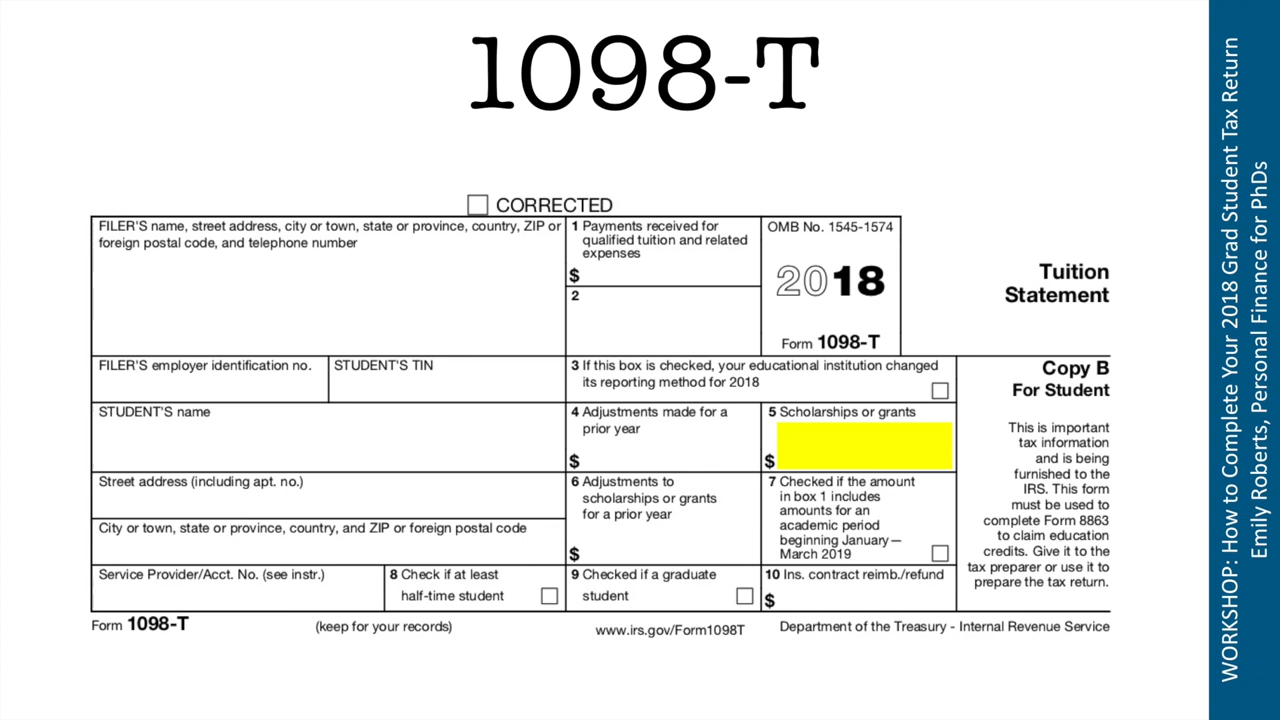 1098-T
CORRECTED
FILER'S name, street address, city or town, state or province, country, ZIP or
foreign postal code, and telephone number
1 Payments received for
qualified tuition and related
expenses
$
2
OMB No. 1545-1574
2018
Form 1098-T
Tuition
Statement
FILER'S employer identification no.
STUDENT'S TIN
3 If this box is checked, your educational institution changed
its reporting method for 2018
Copy B
For Student
STUDENT'S name
4 Adjustments made for a
prior year
$
5 Scholarships or grants
$
This is important
tax information
and is being
furnished to the
IRS. This form
must be used to
complete Form 8863
to claim education
credits. Give it to the
tax preparer or use it to
prepare the tax return.
Street address (including apt. no.)
6 Adjustments to
scholarships or grants
for a prior year
$
7 Checked if the amount
in box 1 includes
amounts for an
academic period
beginning January—
March 2019
City or town, state or province, country, and ZIP or foreign postal code
Service Provider/Acct. No. (see instr.)
8 Check if at least
half-time student
9 Checked if a graduate
student
10 Ins. contract reimb./refund
$
Form 1098-T
(keep for your records)
www.irs.gov/Form1098T
Department of the Treasury - Internal Revenue Service
WORKSHOP: How to Complete Your 2018 Grad Student Tax Return
Emily Roberts, Personal Finance for PhDs